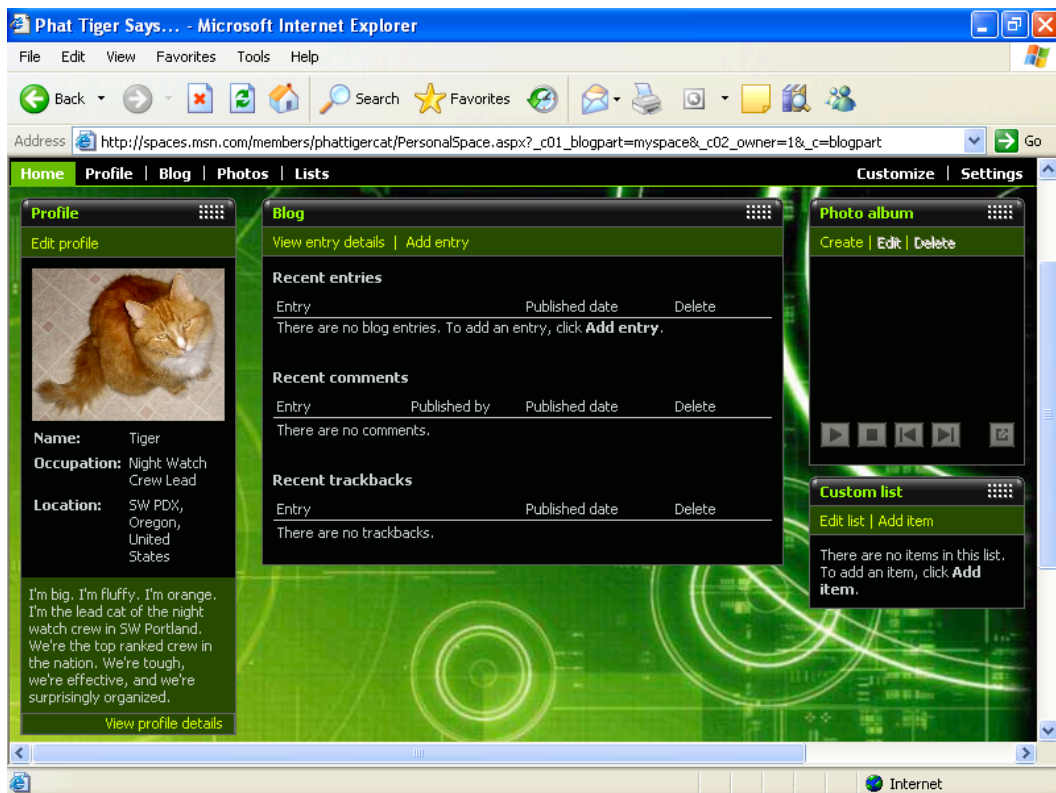 Phat Tiger Says... - Microsoft Internet Explorer
File Edit View Favorites Tools Help
Back Search Favorites
Address http://spaces.msn.com/members/phattigercat/PersonalSpace.aspx?_c01_blogpart=myspace&_c02_owner=1&_c=blogpart Go
Home Profile | Blog | Photos | Lists Customize | Settings
Profile
Edit profile
Name: Tiger
Occupation: Night Watch
Crew Lead
Location: SW PDX,
Oregon,
United
States
I'm big. I'm fluffy. I'm orange.
I'm the lead cat of the night
watch crew in SW Portland.
We're the top ranked crew in
the nation. We're tough,
we're effective, and we're
surprisingly organized.
View profile details
Blog
View entry details | Add entry
Recent entries
Entry Published date Delete
There are no blog entries. To add an entry, click Add entry.
Recent comments
Entry Published by Published date Delete
There are no comments.
Recent trackbacks
Entry Published date Delete
There are no trackbacks.
Photo album
Create | Edit | Delete
Custom list
Edit list | Add item
There are no items in this list.
To add an item, click Add
item.
Internet